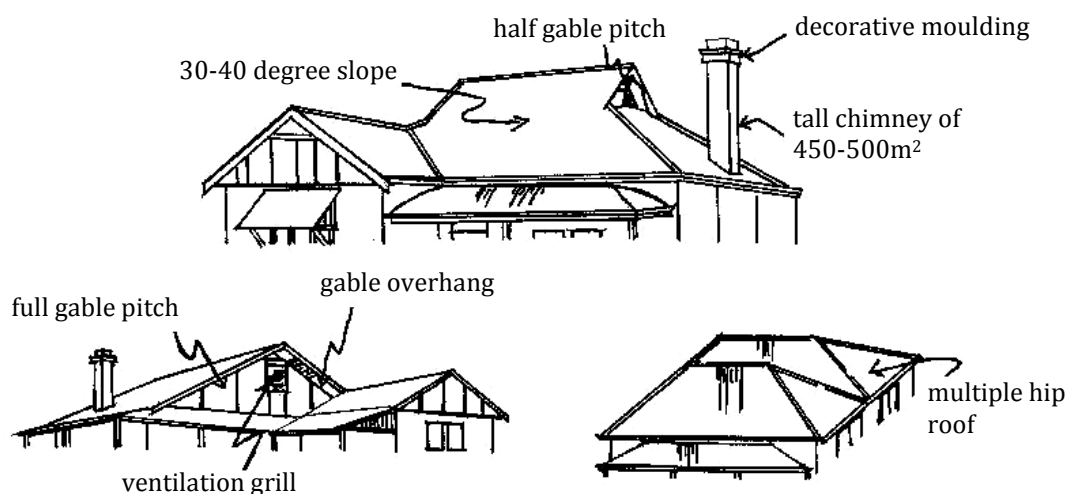 half gable pitch
decorative moulding
30-40 degree slope
tall chimney of
450-500m²
gable overhang
full gable pitch
multiple hip
roof
ventilation grill